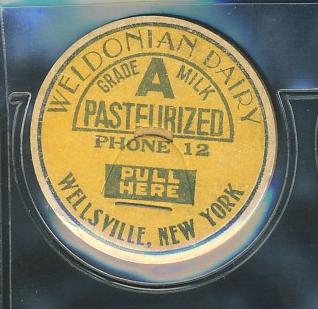 WELDONIAN DAIRY
GRADE A MILK
PASTEURIZED
PHONE 12
PULL
HERE
WELLSVILLE, NEW YORK